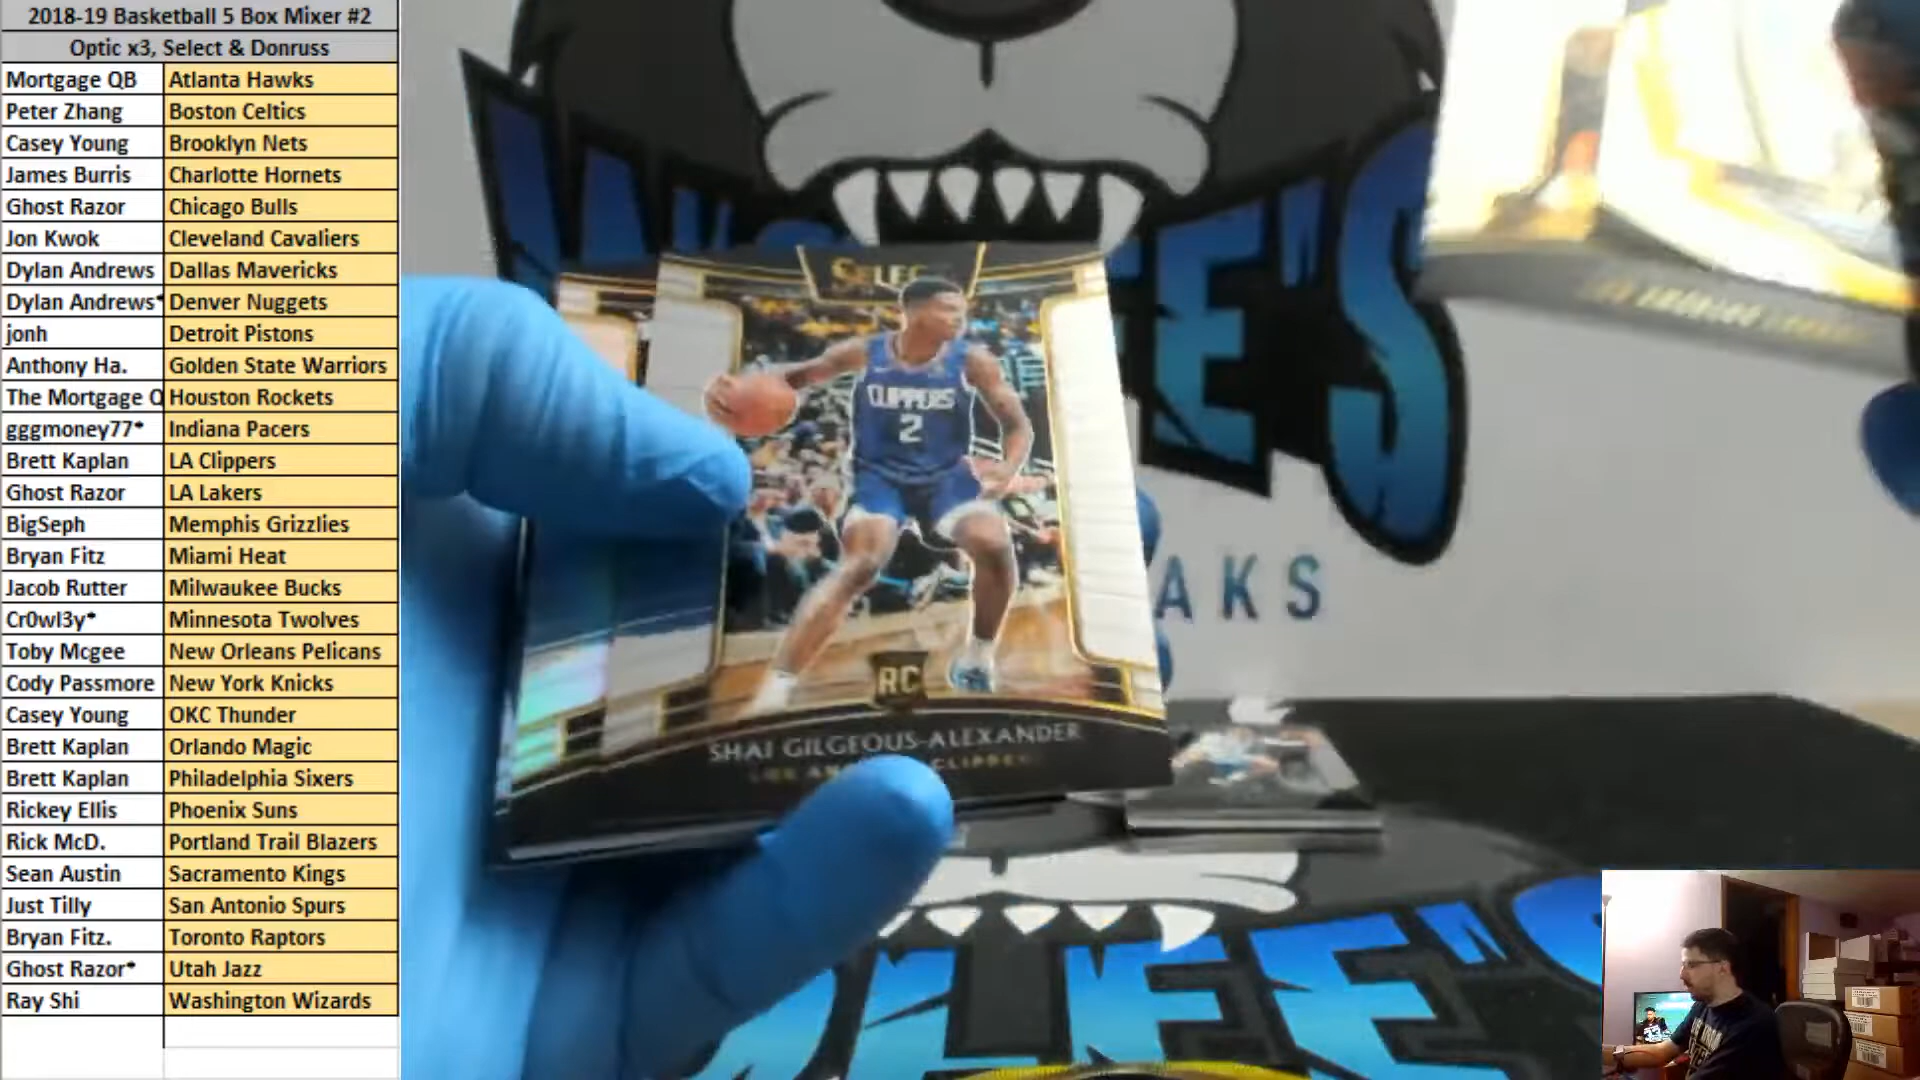 2018-19 Basketball 5 Box Mixer #2
Optic x3, Select & Donruss
Mortgage QB Atlanta Hawks
Peter Zhang Boston Celtics
Casey Young Brooklyn Nets
James Burris Charlotte Hornets
Ghost Razor Chicago Bulls
Jon Kwok Cleveland Cavaliers
Dylan Andrews Dallas Mavericks
Dylan Andrews* Denver Nuggets
jonh Detroit Pistons
Anthony Ha. Golden State Warriors
The Mortgage Q Houston Rockets
gggmoney77* Indiana Pacers
Brett Kaplan LA Clippers
Ghost Razor LA Lakers
BigSeph Memphis Grizzlies
Bryan Fitz Miami Heat
Jacob Rutter Milwaukee Bucks
Cr0wl3y* Minnesota Twolves
Toby Mcgee New Orleans Pelicans
Cody Passmore New York Knicks
Casey Young OKC Thunder
Brett Kaplan Orlando Magic
Brett Kaplan Philadelphia Sixers
Rickey Ellis Phoenix Suns
Rick McD. Portland Trail Blazers
Sean Austin Sacramento Kings
Just Tilly San Antonio Spurs
Bryan Fitz. Toronto Raptors
Ghost Razor* Utah Jazz
Ray Shi Washington Wizards
SELEC
CLIPPERS
2
RC
SHAI GILGEOUS-ALEXANDER
AKS